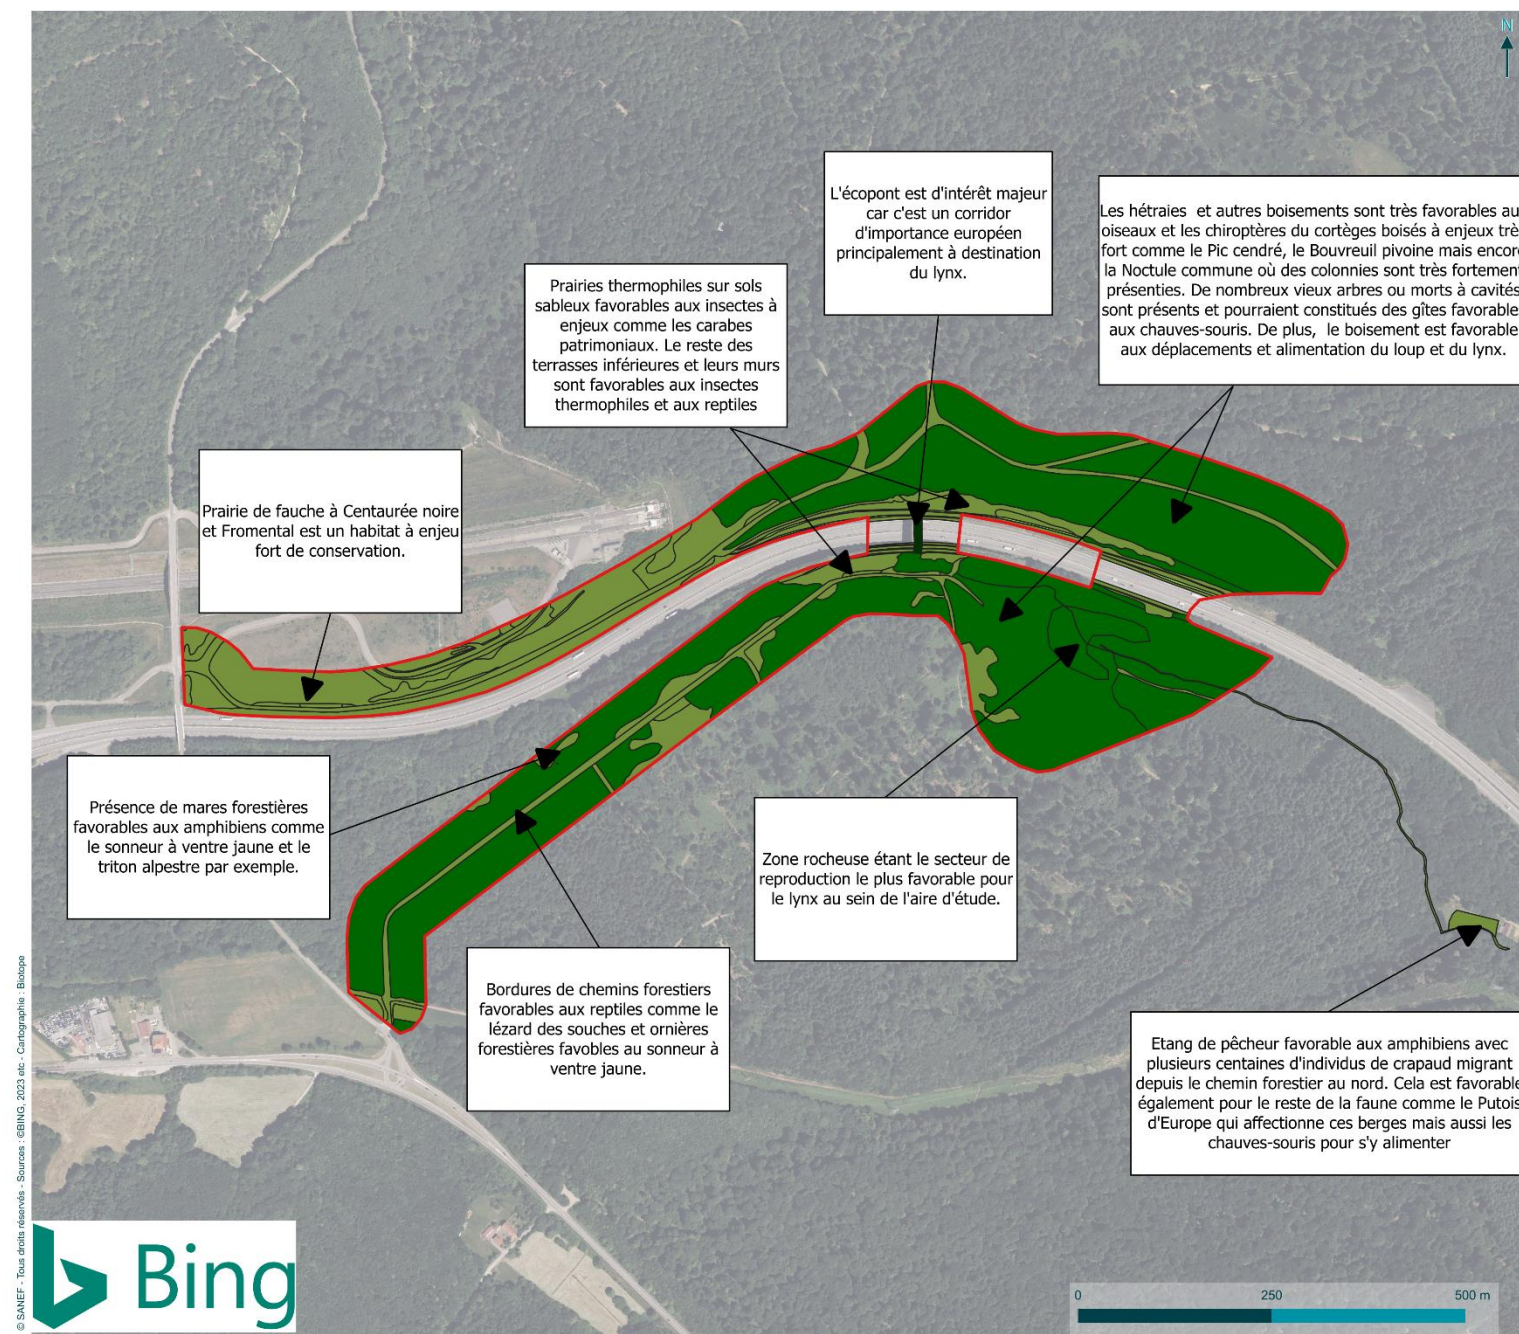 N
L'écopont est d'intérêt majeur
car c'est un corridor
d'importance européen
principalement à destination
du lynx.
Les hétraies et autres boisements sont très favorables au
oiseaux et les chiroptères du cortèges boisés à enjeux trè
fort comme le Pic cendré, le Bouvreuil pivoine mais encor
la Noctule commune où des colonnies sont très fortement
présenties. De nombreux vieux arbres ou morts à cavités
sont présents et pourraient constitués des gîtes favorable
aux chauves-souris. De plus, le boisement est favorable
aux déplacements et alimentation du loup et du lynx.
Prairies thermophiles sur sols
sableux favorables aux insectes à
enjeux comme les carabes
patrimoniaux. Le reste des
terrasses inférieures et leurs murs
sont favorables aux insectes
thermophiles et aux reptiles
Prairie de fauche à Centaurée noire
et Fromental est un habitat à enjeu
fort de conservation.
Présence de mares forestières
favorables aux amphibiens comme
le sonneur à ventre jaune et le
triton alpestre par exemple.
Zone rocheuse étant le secteur de
reproduction le plus favorable pour
le lynx au sein de l'aire d'étude.
Bordures de chemins forestiers
favorables aux reptiles comme le
lézard des souches et ornières
forestières favobles au sonneur à
ventre jaune.
Etang de pêcheur favorable aux amphibiens avec
plusieurs centaines d'individus de crapaud migrant
depuis le chemin forestier au nord. Cela est favorable
également pour le reste de la faune comme le Putois
d'Europe qui affectionne ces berges mais aussi les
chauves-souris pour s'y alimenter
© SANEF - Tous droits réservés - Sources : ©BING, 2023 etc - Cartographie : Biotope
Bing
0 250 500 m